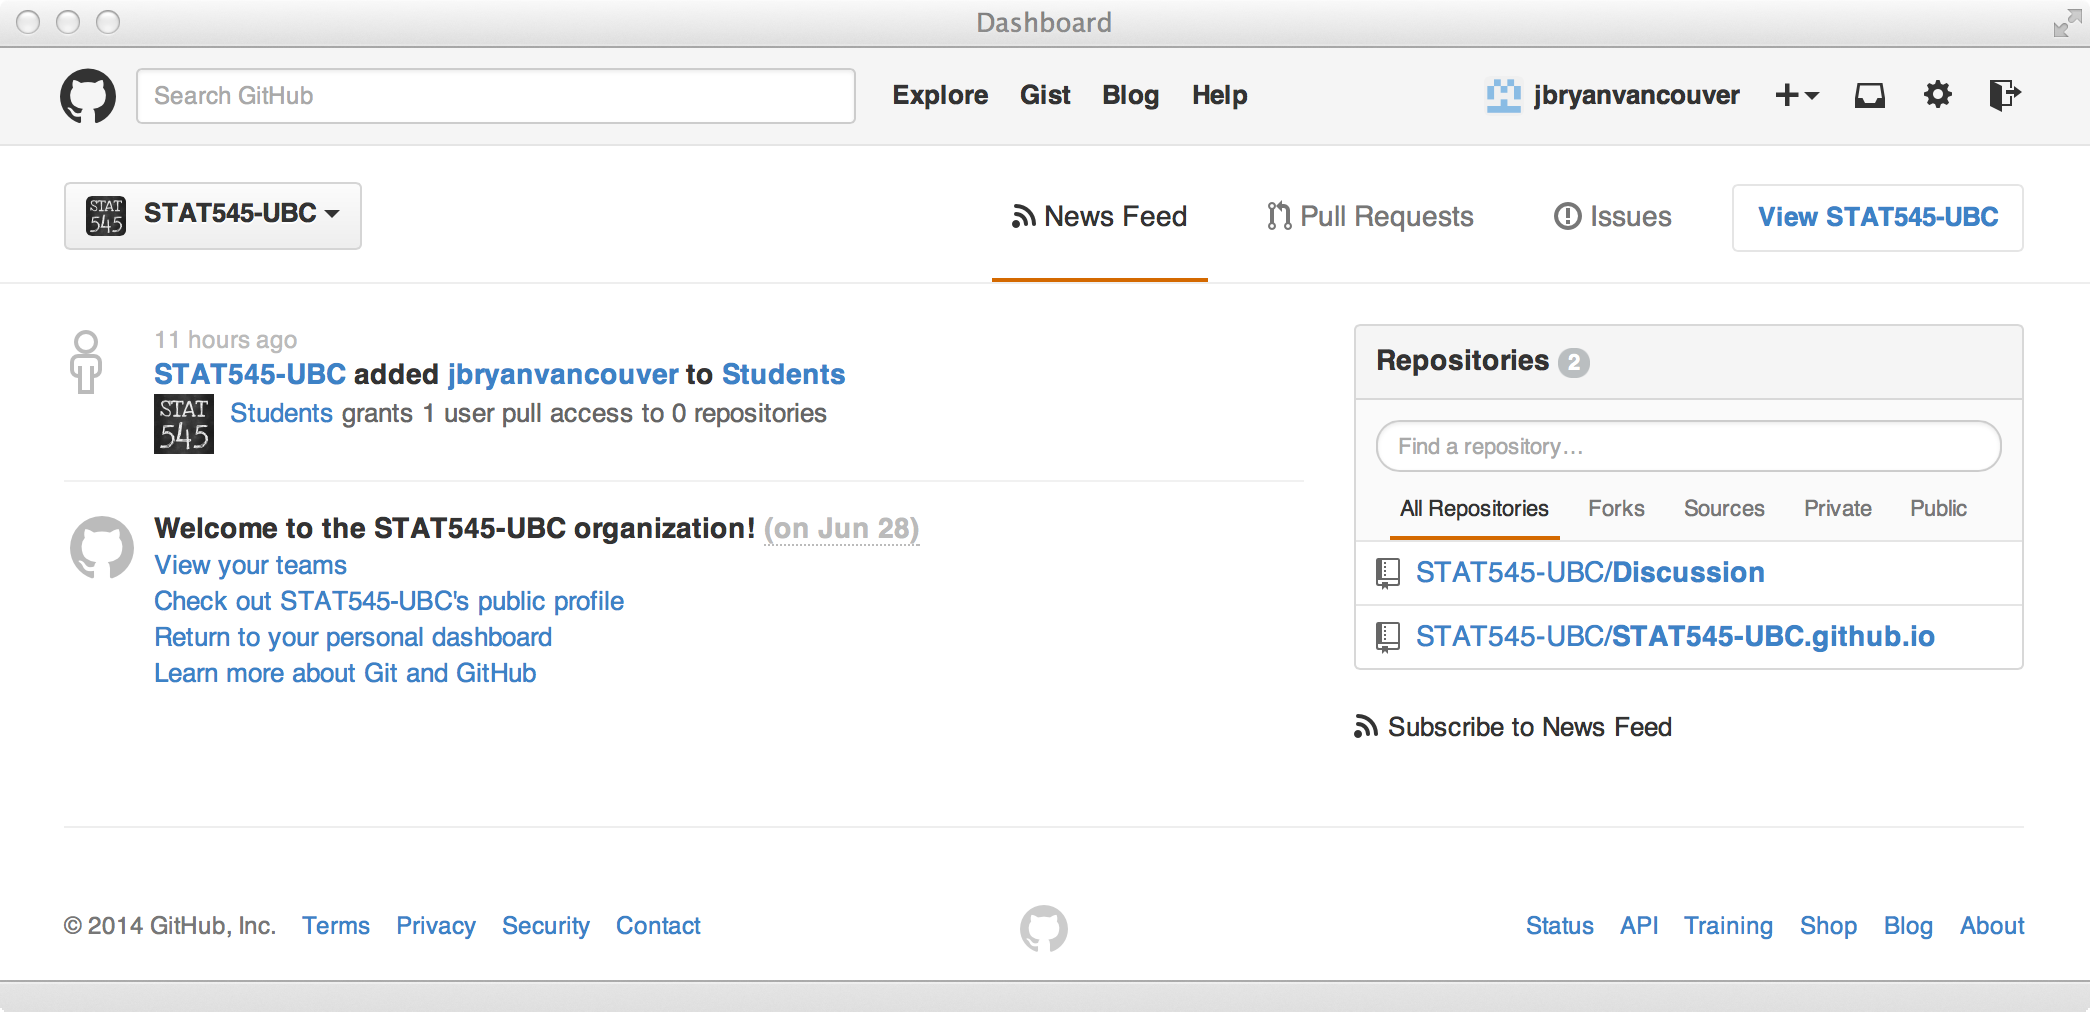 Dashboard
Search GitHub
Explore Gist Blog Help
jbryanvancouver
STAT 545 STAT545-UBC
News Feed Pull Requests Issues View STAT545-UBC
11 hours ago
STAT545-UBC added jbryanvancouver to Students
STAT
545
Students grants 1 user pull access to 0 repositories
Welcome to the STAT545-UBC organization! (on Jun 28)
View your teams
Check out STAT545-UBC's public profile
Return to your personal dashboard
Learn more about Git and GitHub
Repositories 2
Find a repository…
All Repositories Forks Sources Private Public
STAT545-UBC/Discussion
STAT545-UBC/STAT545-UBC.github.io
Subscribe to News Feed
© 2014 GitHub, Inc. Terms Privacy Security Contact
Status API Training Shop Blog About